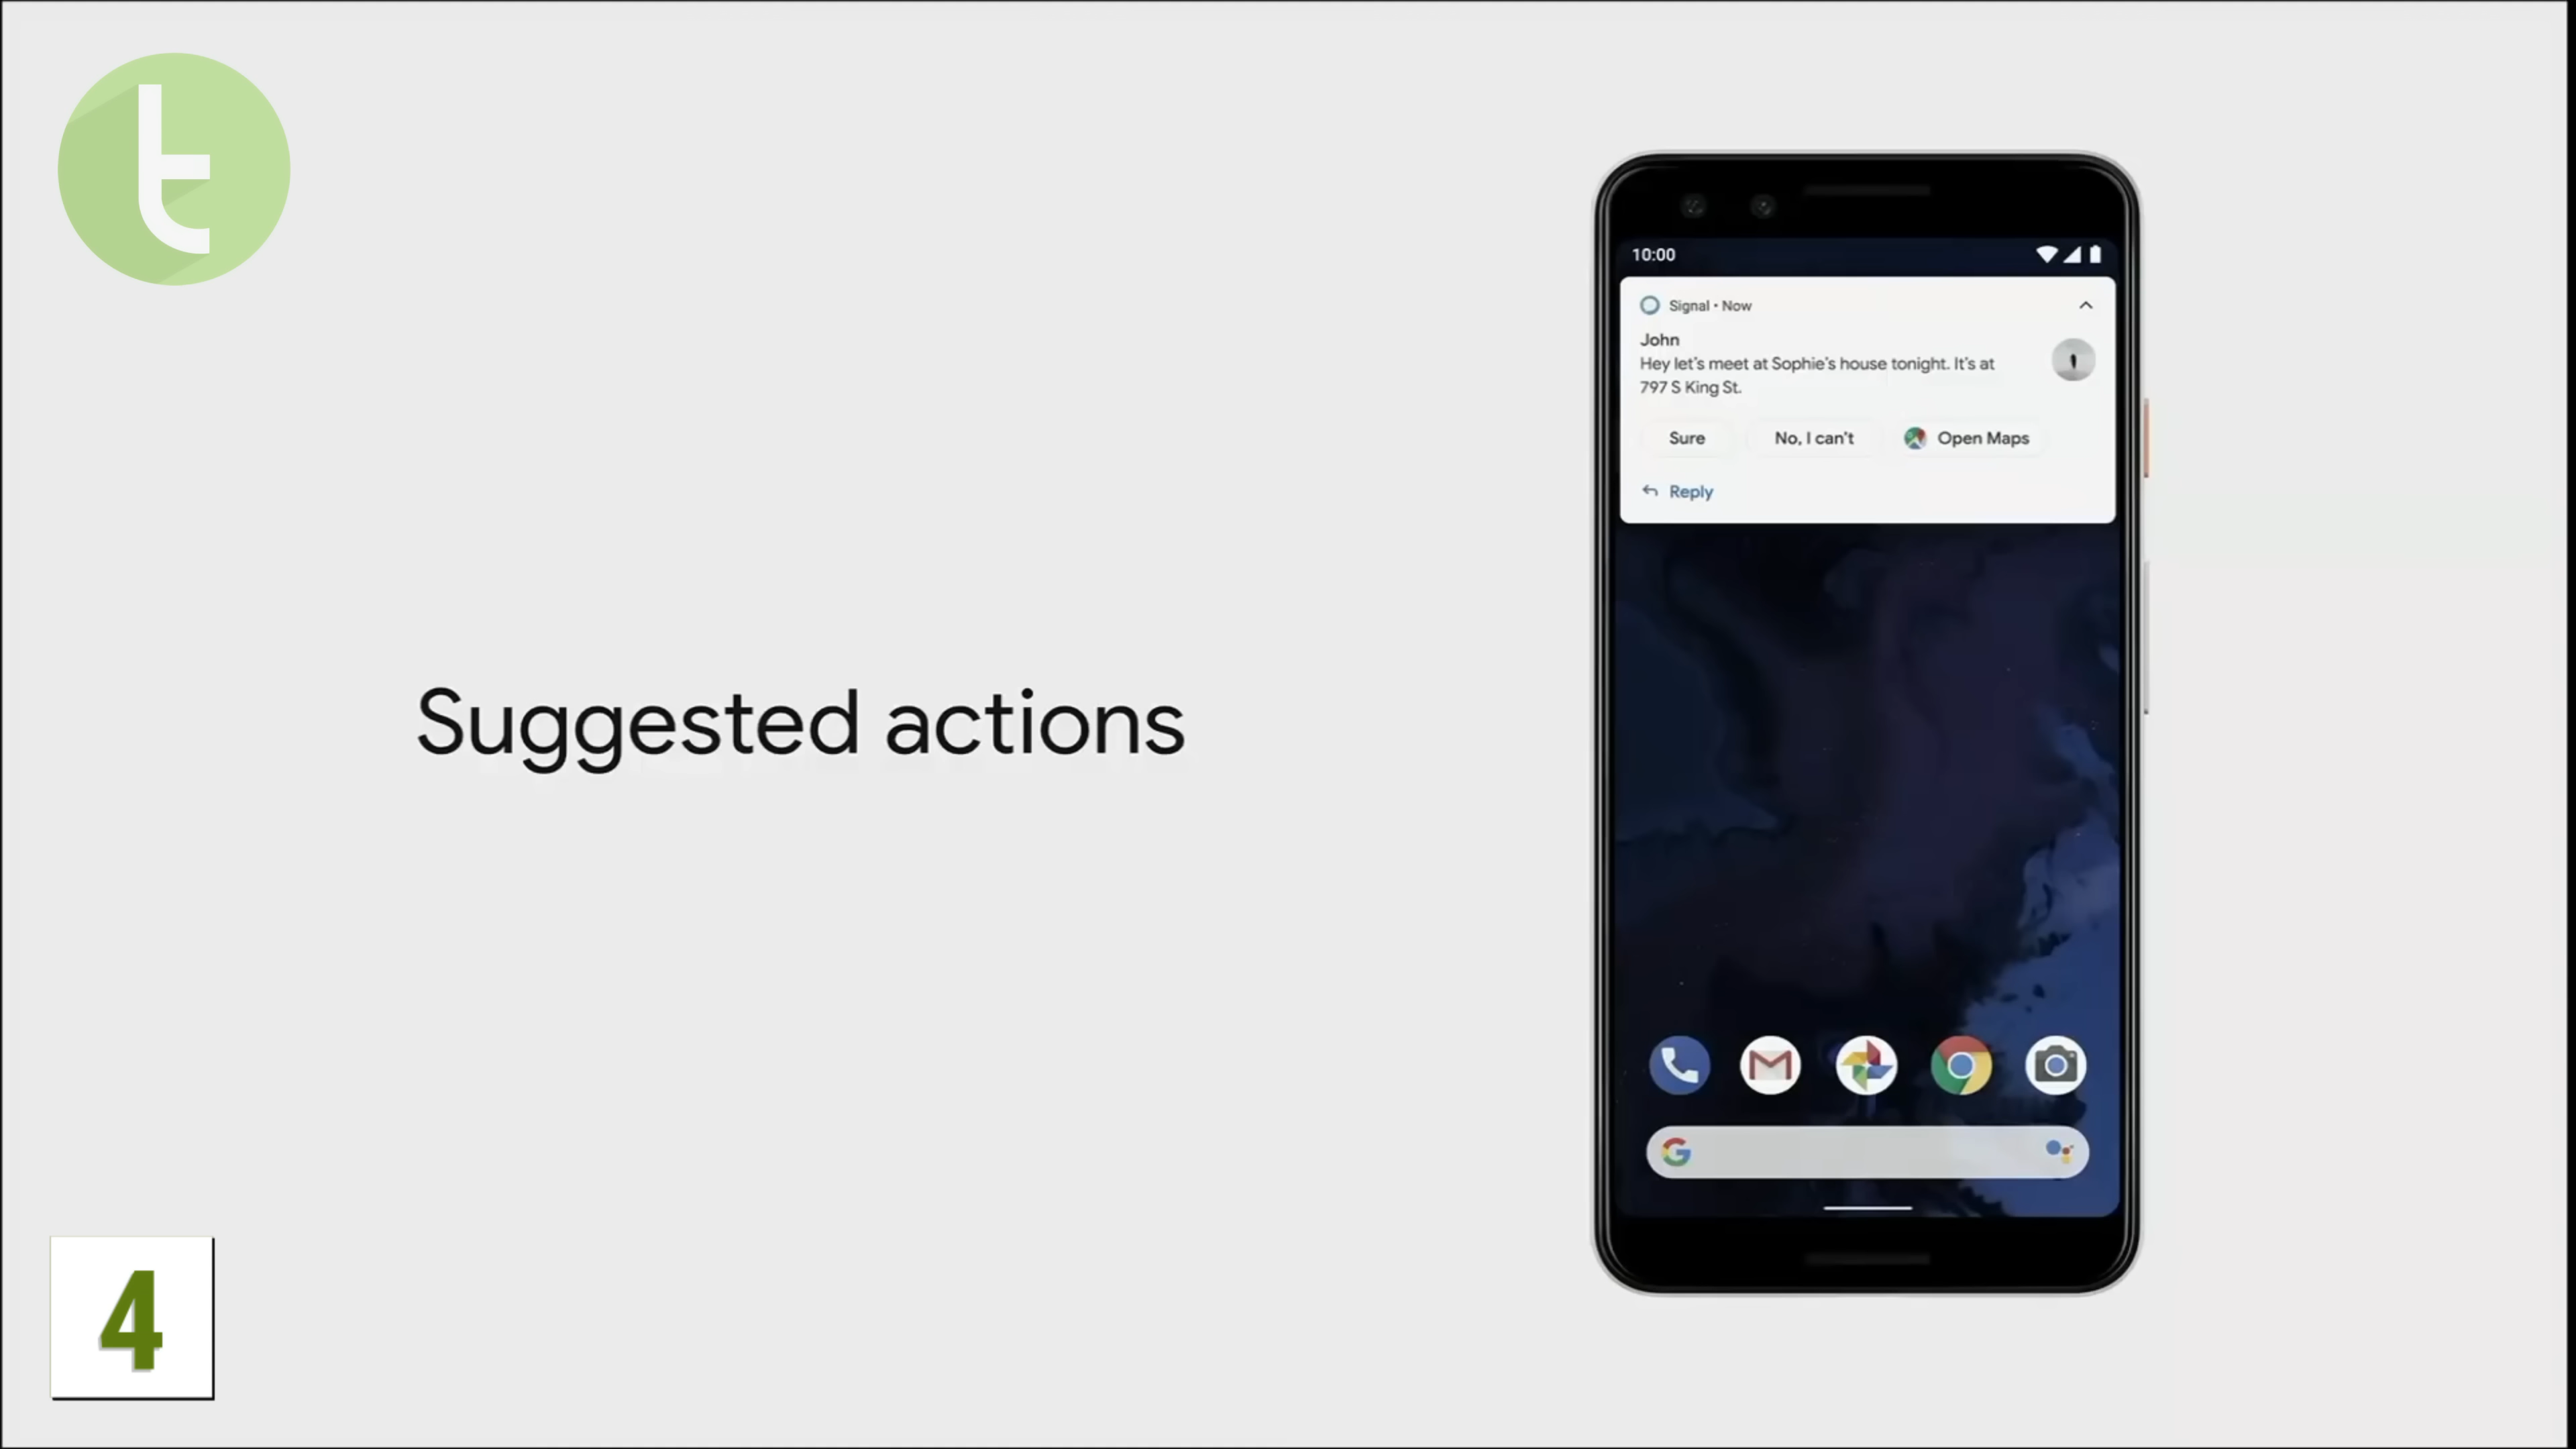 t
Suggested actions
10:00
Signal • Now
John
Hey let's meet at Sophie's house tonight. It's at
797 S King St.
Sure No, I can't Open Maps
Reply
G
4